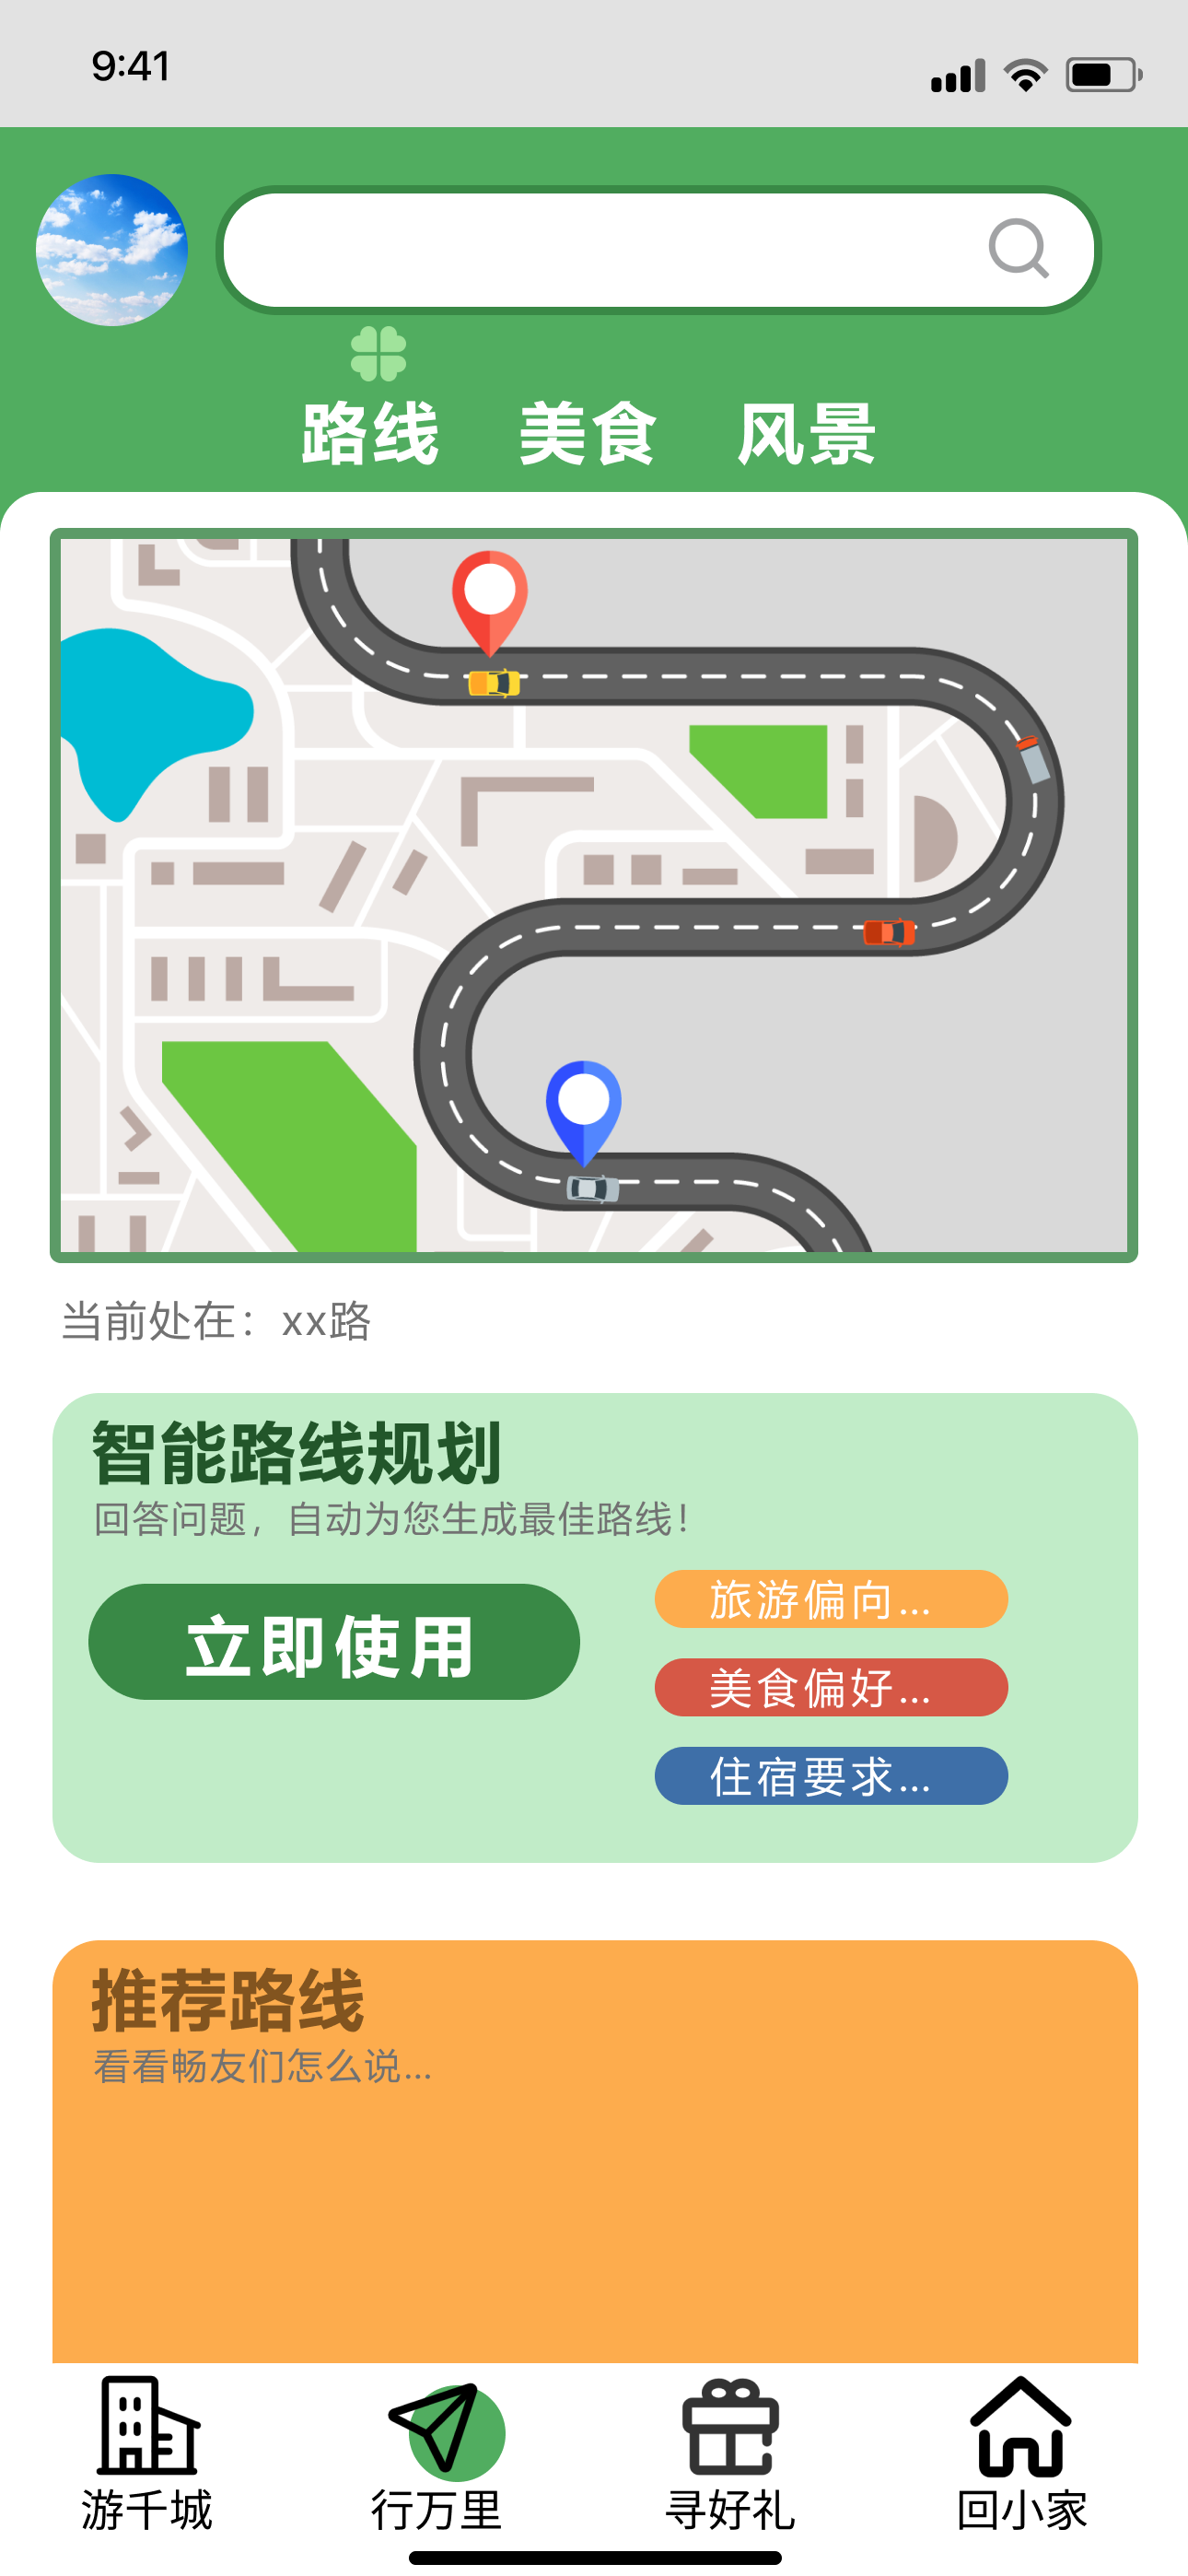 9:41
路线 美食 风景
当前处在：xx路
智能路线规划
回答问题，自动为您生成最佳路线！
立即使用
旅游偏向...
美食偏好...
住宿要求...
推荐路线
看看畅友们怎么说...
游千城 行万里 寻好礼 回小家